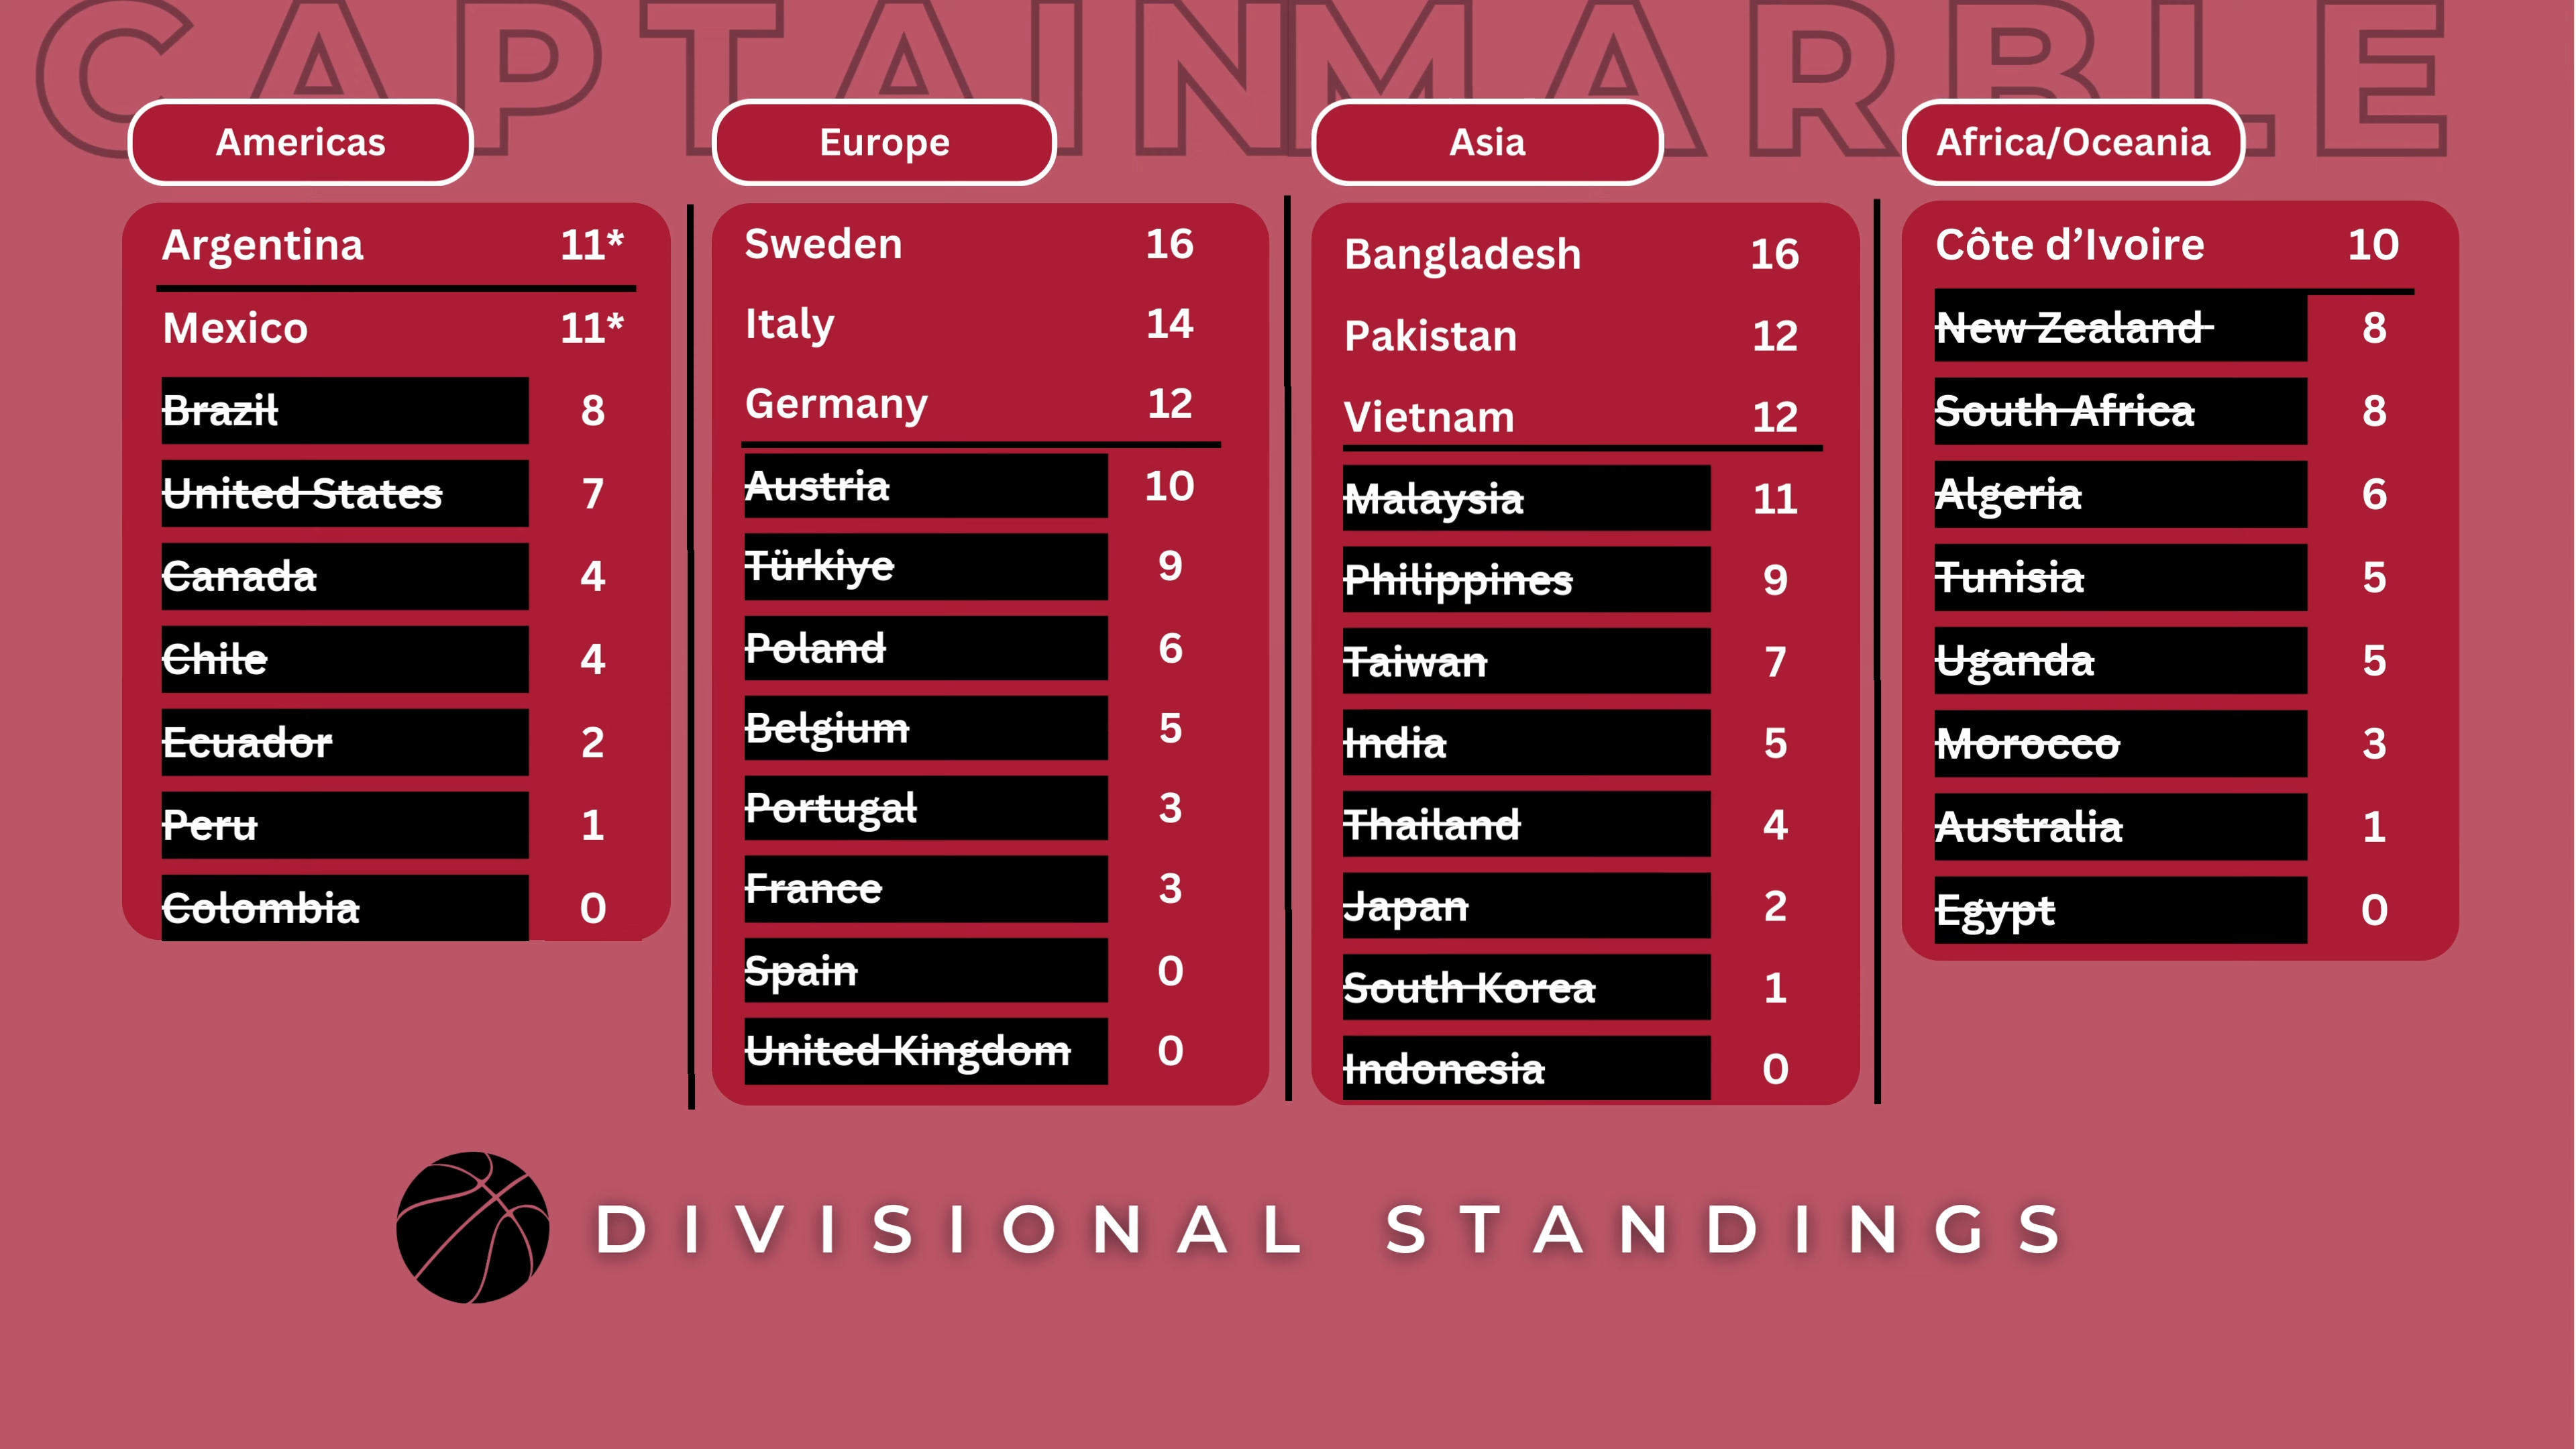 CAPTAINMARBLE
Americas
Argentina 11*
Mexico 11*
Brazil 8
United States 7
Canada 4
Chile 4
Ecuador 2
Peru 1
Colombia 0
Europe
Sweden 16
Italy 14
Germany 12
Austria 10
Türkiye 9
Poland 6
Belgium 5
Portugal 3
France 3
Spain 0
United Kingdom 0
Asia
Bangladesh 16
Pakistan 12
Vietnam 12
Malaysia 11
Philippines 9
Taiwan 7
India 5
Thailand 4
Japan 2
South Korea 1
Indonesia 0
Africa/Oceania
Côte d’Ivoire 10
New Zealand 8
South Africa 8
Algeria 6
Tunisia 5
Uganda 5
Morocco 3
Australia 1
Egypt 0
DIVISIONAL STANDINGS